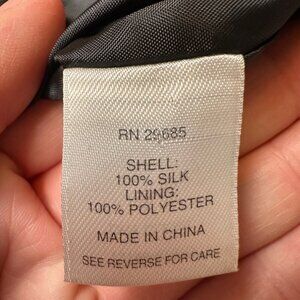 RN 29685
SHELL:
100% SILK
LINING:
100% POLYESTER
MADE IN CHINA
SEE REVERSE FOR CARE